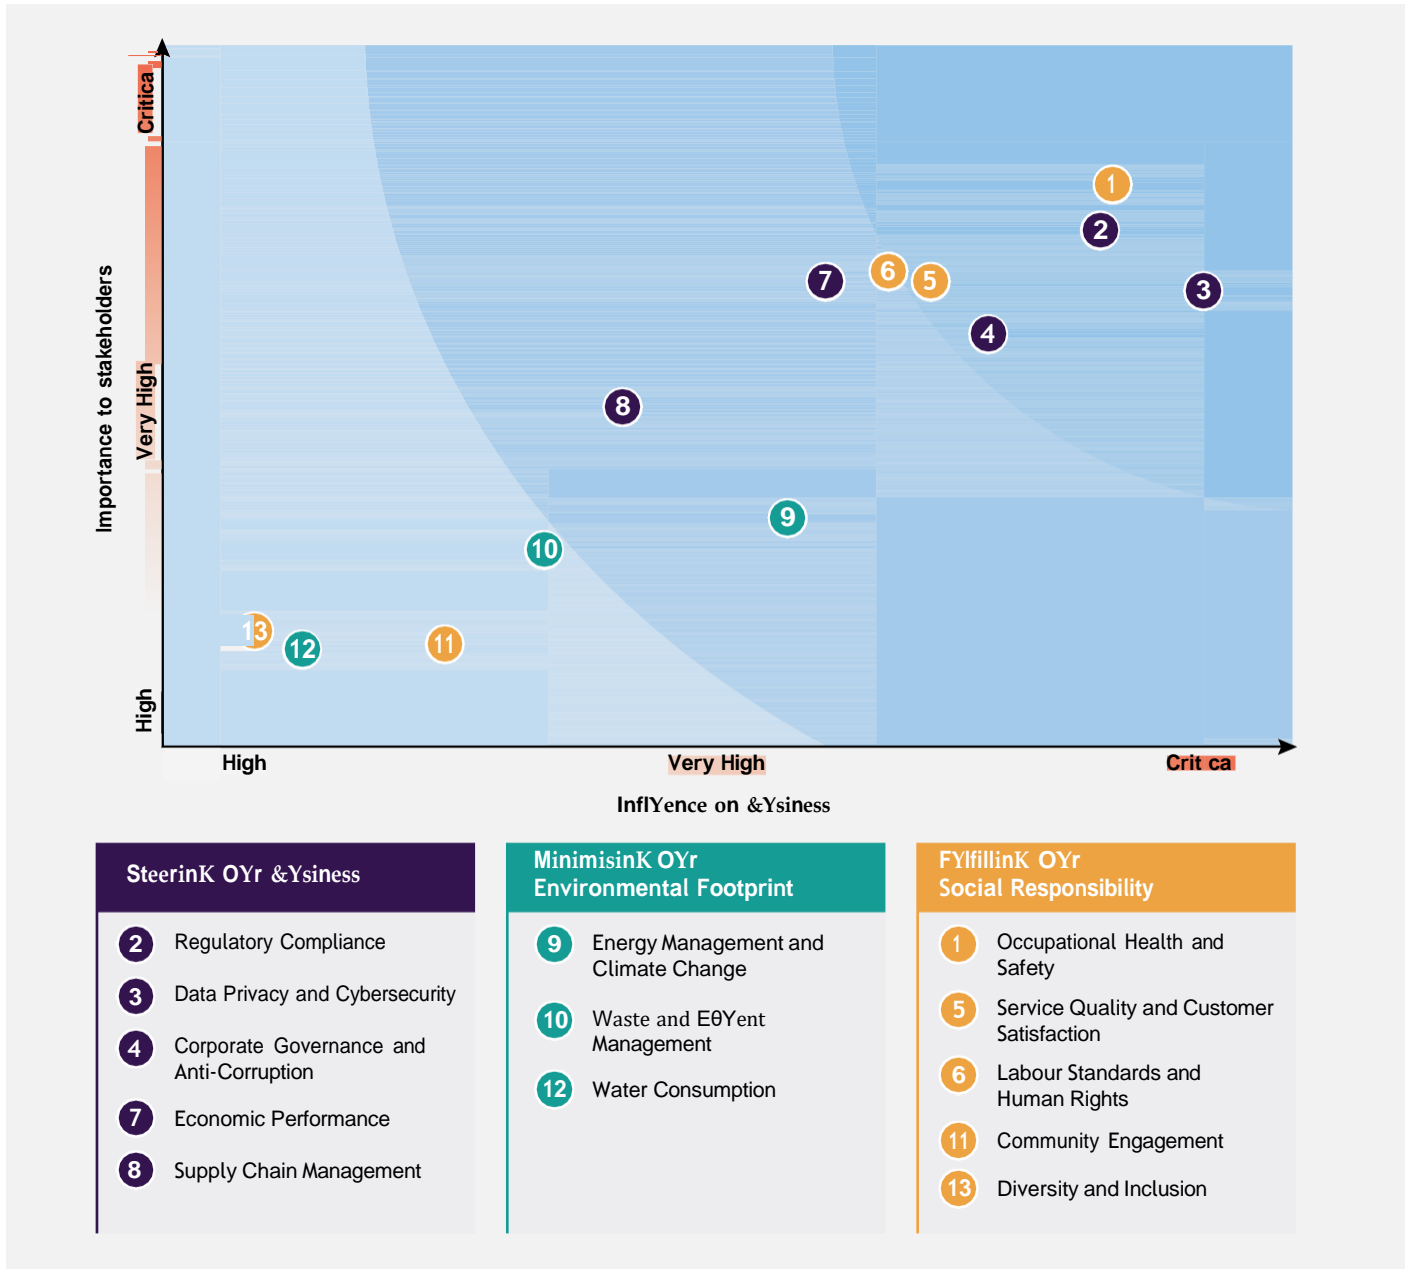 Critica
Very High
High
Importance to stakeholders
1
2
3
4
5
6
7
8
9
10
11
12
13
High
Very High
Crit ca
InflYence on &Ysiness
SteerinK OYr &Ysiness
2 Regulatory Compliance
3 Data Privacy and Cybersecurity
4 Corporate Governance and
Anti-Corruption
7 Economic Performance
8 Supply Chain Management
MinimisinK OYr
Environmental Footprint
9 Energy Management and
Climate Change
10 Waste and EθYent
Management
12 Water Consumption
FYlfillinK OYr
Social Responsibility
1 Occupational Health and
Safety
5 Service Quality and Customer
Satisfaction
6 Labour Standards and
Human Rights
11 Community Engagement
13 Diversity and Inclusion